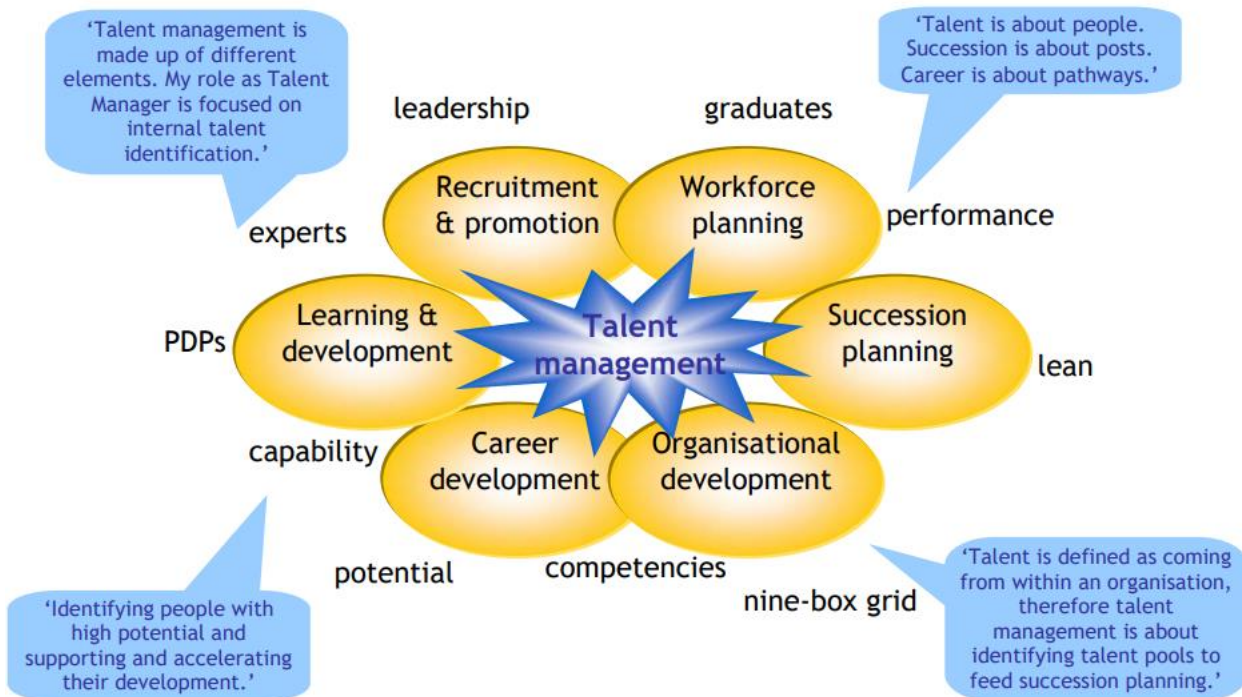 ‘Talent management is
made up of different
elements. My role as Talent
Manager is focused on
internal talent
identification.’
‘Talent is about people.
Succession is about posts.
Career is about pathways.’
leadership
graduates
Recruitment
& promotion
Workforce
planning
experts
performance
Learning &
development
Talent
management
Succession
planning
PDPs
lean
capability
Career
development
Organisational
development
potential
competencies
nine-box grid
‘Identifying people with
high potential and
supporting and accelerating
their development.’
‘Talent is defined as coming
from within an organisation,
therefore talent
management is about
identifying talent pools to
feed succession planning.’